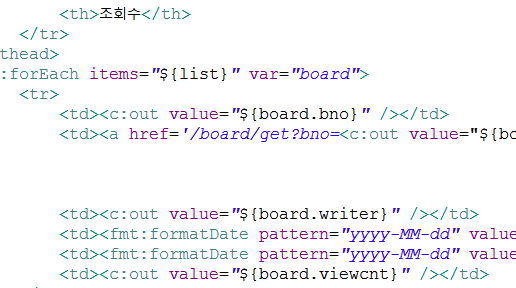 <th>조회수</th>
</tr>
thead>
:forEach items="${list}" var="board">
<tr>
<td><c:out value="${board.bno}" /></td>
<td><a href='/board/get?bno=<c:out value="${bo
<td><c:out value="${board.writer}" /></td>
<td><fmt:formatDate pattern="yyyy-MM-dd" value
<td><fmt:formatDate pattern="yyyy-MM-dd" value
<td><c:out value="${board.viewcnt}" /></td>